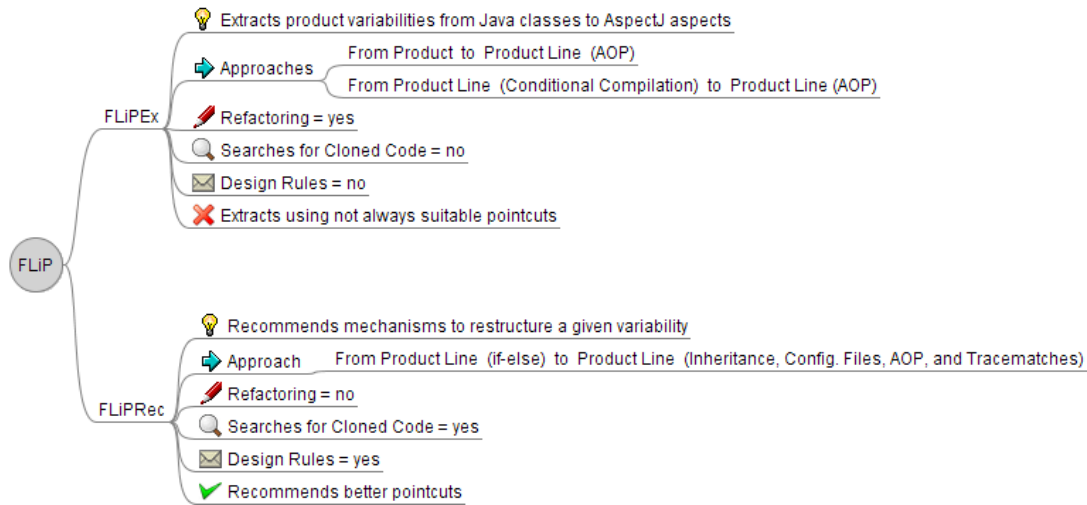 Extracts product variabilities from Java classes to AspectJ aspects
From Product to Product Line (AOP)
Approaches
From Product Line (Conditional Compilation) to Product Line (AOP)
FLiPEx
Refactoring = yes
Searches for Cloned Code = no
Design Rules = no
Extracts using not always suitable pointcuts
FLiP
Recommends mechanisms to restructure a given variability
Approach
From Product Line (if-else) to Product Line (Inheritance, Config. Files, AOP, and Tracematches)
Refactoring = no
FLiPRec
Searches for Cloned Code = yes
Design Rules = yes
Recommends better pointcuts